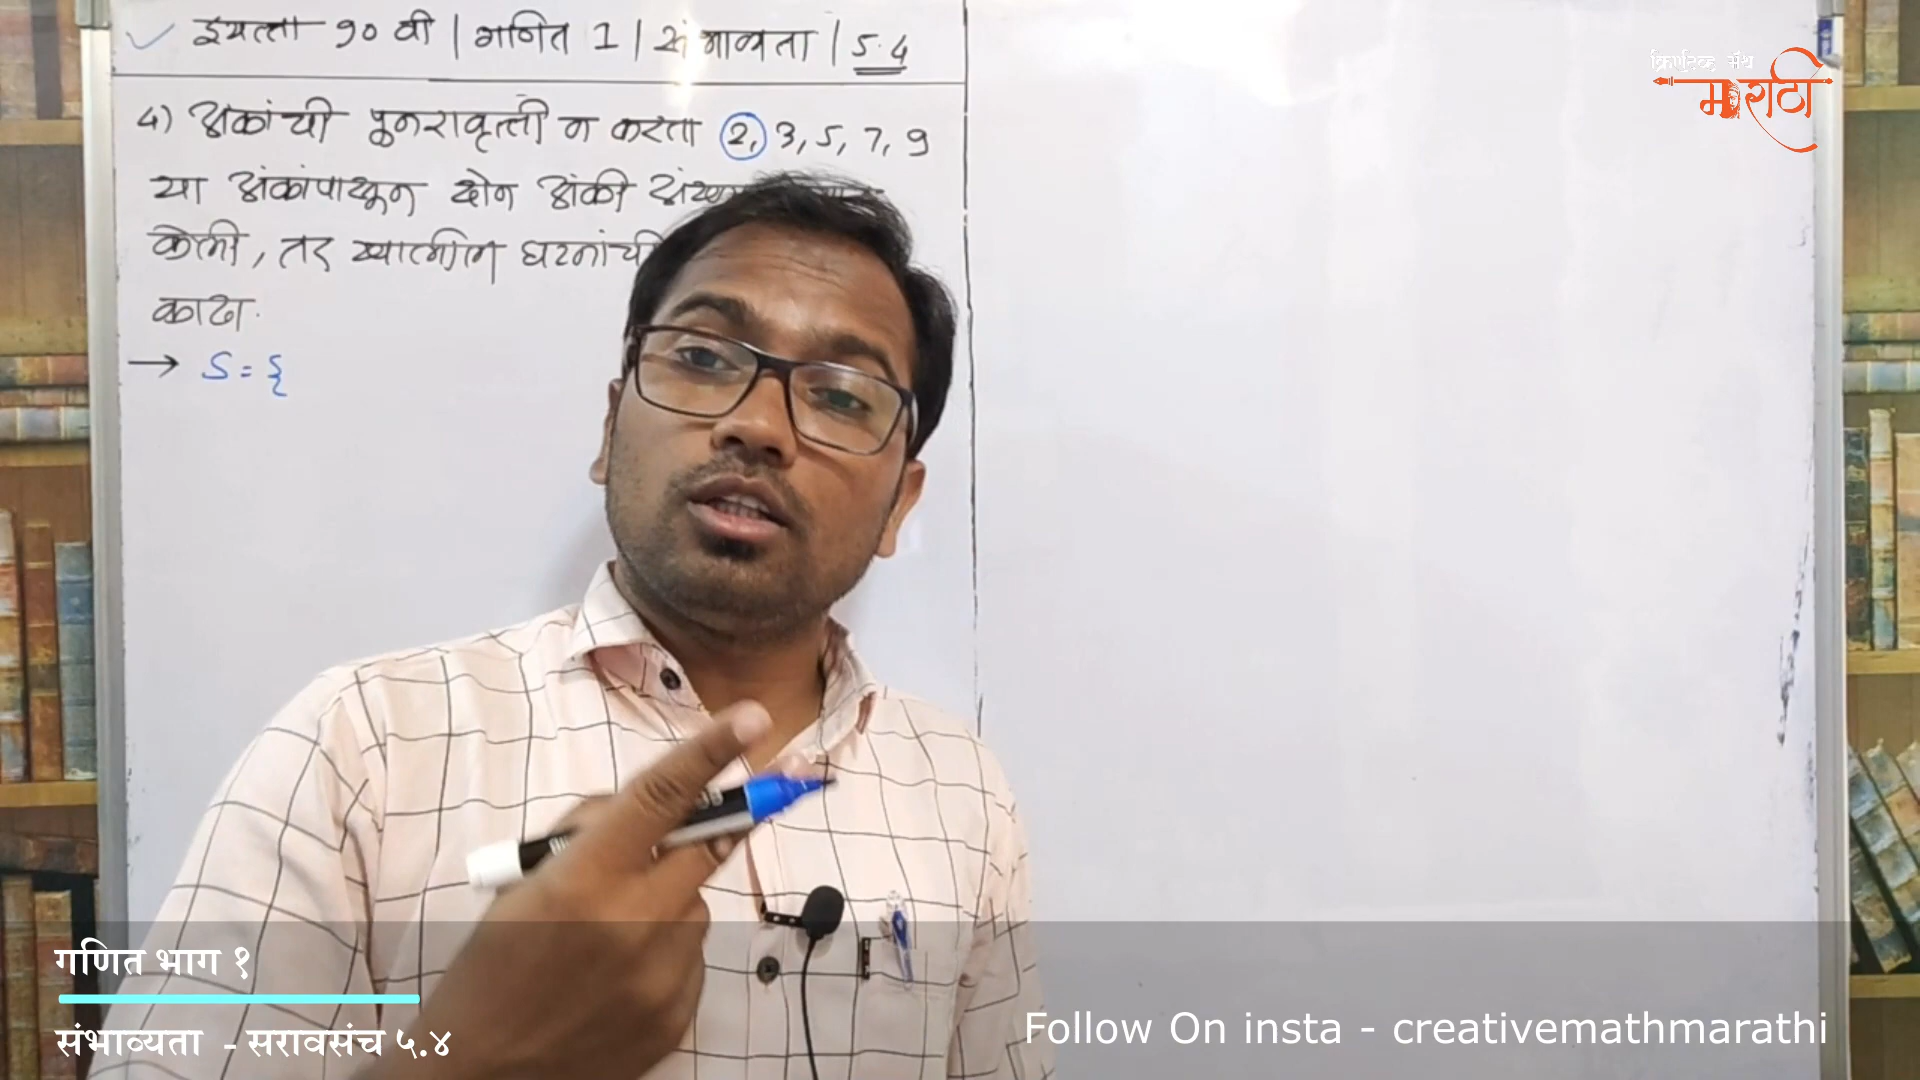 इयत्ता १० वी | गणित 1 | संभाव्यता | 5.4
4) अंकांची पुनरावृत्ती न करता 2, 3, 5, 7, 9
या अंकांपासून दोन अंकी
केली, तर खालील घटनांची
काढा.
→ S = {
क्रिएटिव्ह मॅथ
मराठी
गणित भाग १
संभाव्यता - सरावसंच ५.४
Follow On insta - creativemathmarathi